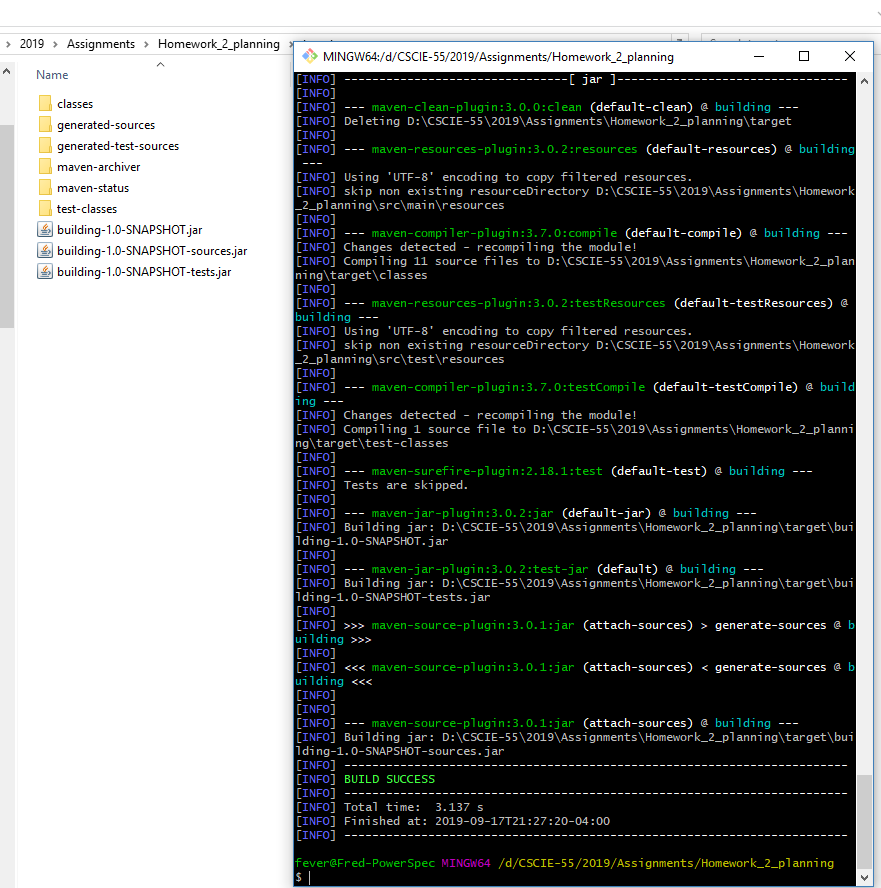 2019 > Assignments > Homework_2_planning >
MINGW64:/d/CSCIE-55/2019/Assignments/Homework_2_planning
Name
classes
generated-sources
generated-test-sources
maven-archiver
maven-status
test-classes
building-1.0-SNAPSHOT.jar
building-1.0-SNAPSHOT-sources.jar
building-1.0-SNAPSHOT-tests.jar
[INFO] --------------------------------[ jar ]---------------------------------
[INFO]
[INFO] --- maven-clean-plugin:3.0.0:clean (default-clean) @ building ---
[INFO] Deleting D:\CSCIE-55\2019\Assignments\Homework_2_planning\target
[INFO]
[INFO] --- maven-resources-plugin:3.0.2:resources (default-resources) @ building
---
[INFO] Using 'UTF-8' encoding to copy filtered resources.
[INFO] skip non existing resourceDirectory D:\CSCIE-55\2019\Assignments\Homework
_2_planning\src\main\resources
[INFO]
[INFO] --- maven-compiler-plugin:3.7.0:compile (default-compile) @ building ---
[INFO] Changes detected - recompiling the module!
[INFO] Compiling 11 source files to D:\CSCIE-55\2019\Assignments\Homework_2_plan
ning\target\classes
[INFO]
[INFO] --- maven-resources-plugin:3.0.2:testResources (default-testResources) @
building ---
[INFO] Using 'UTF-8' encoding to copy filtered resources.
[INFO] skip non existing resourceDirectory D:\CSCIE-55\2019\Assignments\Homework
_2_planning\src\test\resources
[INFO]
[INFO] --- maven-compiler-plugin:3.7.0:testCompile (default-testCompile) @ build
ing ---
[INFO] Changes detected - recompiling the module!
[INFO] Compiling 1 source file to D:\CSCIE-55\2019\Assignments\Homework_2_planni
ng\target\test-classes
[INFO]
[INFO] --- maven-surefire-plugin:2.18.1:test (default-test) @ building ---
[INFO] Tests are skipped.
[INFO]
[INFO] --- maven-jar-plugin:3.0.2:jar (default-jar) @ building ---
[INFO] Building jar: D:\CSCIE-55\2019\Assignments\Homework_2_planning\target\bui
lding-1.0-SNAPSHOT.jar
[INFO]
[INFO] --- maven-jar-plugin:3.0.2:test-jar (default) @ building ---
[INFO] Building jar: D:\CSCIE-55\2019\Assignments\Homework_2_planning\target\bui
lding-1.0-SNAPSHOT-tests.jar
[INFO]
[INFO] >>> maven-source-plugin:3.0.1:jar (attach-sources) > generate-sources @ b
uilding >>>
[INFO]
[INFO] <<< maven-source-plugin:3.0.1:jar (attach-sources) < generate-sources @ b
uilding <<<
[INFO]
[INFO]
[INFO] --- maven-source-plugin:3.0.1:jar (attach-sources) @ building ---
[INFO] Building jar: D:\CSCIE-55\2019\Assignments\Homework_2_planning\target\bui
lding-1.0-SNAPSHOT-sources.jar
[INFO] ------------------------------------------------------------------------
[INFO] BUILD SUCCESS
[INFO] ------------------------------------------------------------------------
[INFO] Total time:  3.137 s
[INFO] Finished at: 2019-09-17T21:27:20-04:00
[INFO] ------------------------------------------------------------------------
fever@Fred-PowerSpec MINGW64 /d/CSCIE-55/2019/Assignments/Homework_2_planning
$